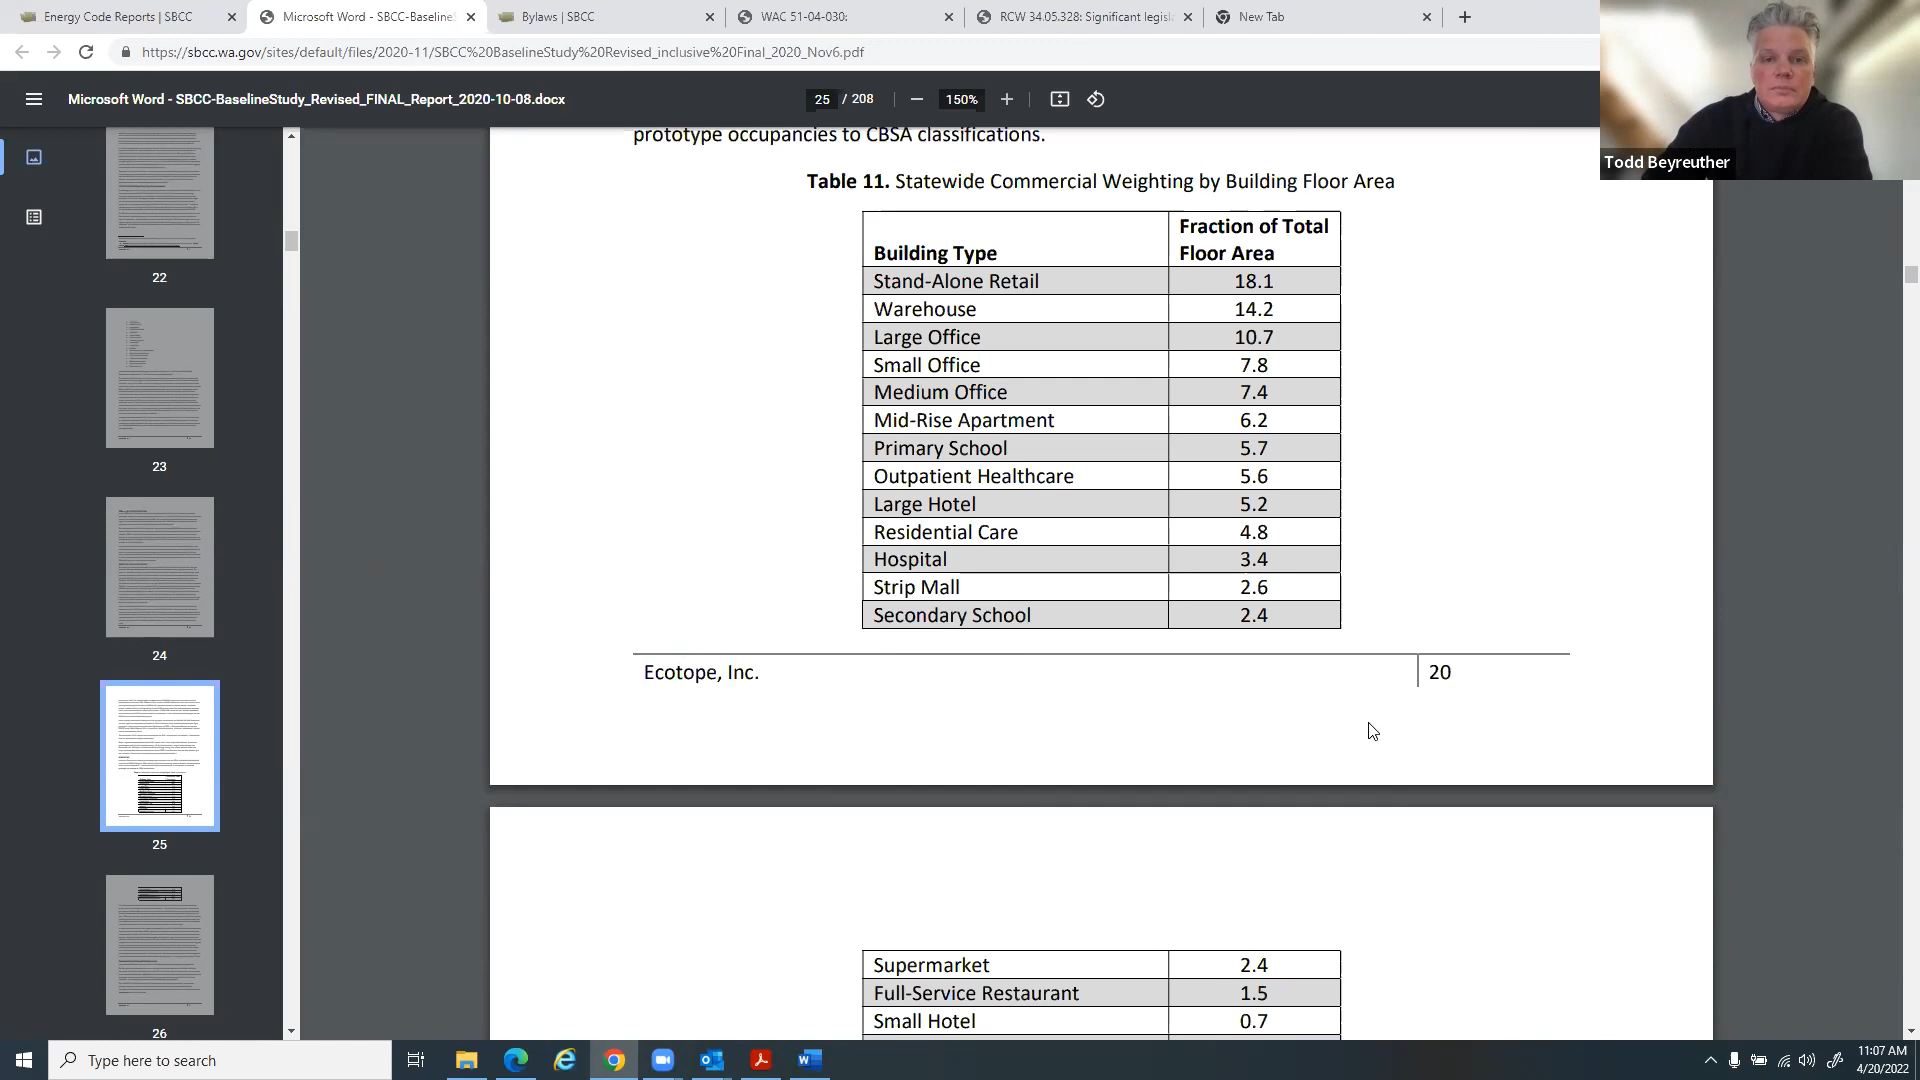 Energy Code Reports | SBCC
Microsoft Word - SBCC-Baseline
Bylaws | SBCC
WAC 51-04-030:
RCW 34.05.328: Significant legisl
New Tab
https://sbcc.wa.gov/sites/default/files/2020-11/SBCC%20BaselineStudy%20Revised_inclusive%20Final_2020_Nov6.pdf
Microsoft Word - SBCC-BaselineStudy_Revised_FINAL_Report_2020-10-08.docx
25 / 208
150%
Todd Beyreuther
prototype occupancies to CBSA classifications.
Table 11. Statewide Commercial Weighting by Building Floor Area
Building Type Fraction of Total Floor Area
Stand-Alone Retail 18.1
Warehouse 14.2
Large Office 10.7
Small Office 7.8
Medium Office 7.4
Mid-Rise Apartment 6.2
Primary School 5.7
Outpatient Healthcare 5.6
Large Hotel 5.2
Residential Care 4.8
Hospital 3.4
Strip Mall 2.6
Secondary School 2.4
Ecotope, Inc. 20
Supermarket 2.4
Full-Service Restaurant 1.5
Small Hotel 0.7
22
23
24
25
26
Type here to search
11:07 AM
4/20/2022